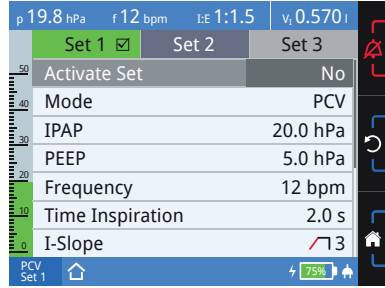 p 19.8 hPa f 12 bpm I:E 1:1.5 VI 0.570 l
Set 1 ☑ Set 2 Set 3
Activate Set No
Mode PCV
IPAP 20.0 hPa
PEEP 5.0 hPa
Frequency 12 bpm
Time Inspiration 2.0 s
I-Slope 3
50
40
30
20
10
0
PCV
Set 1
75%